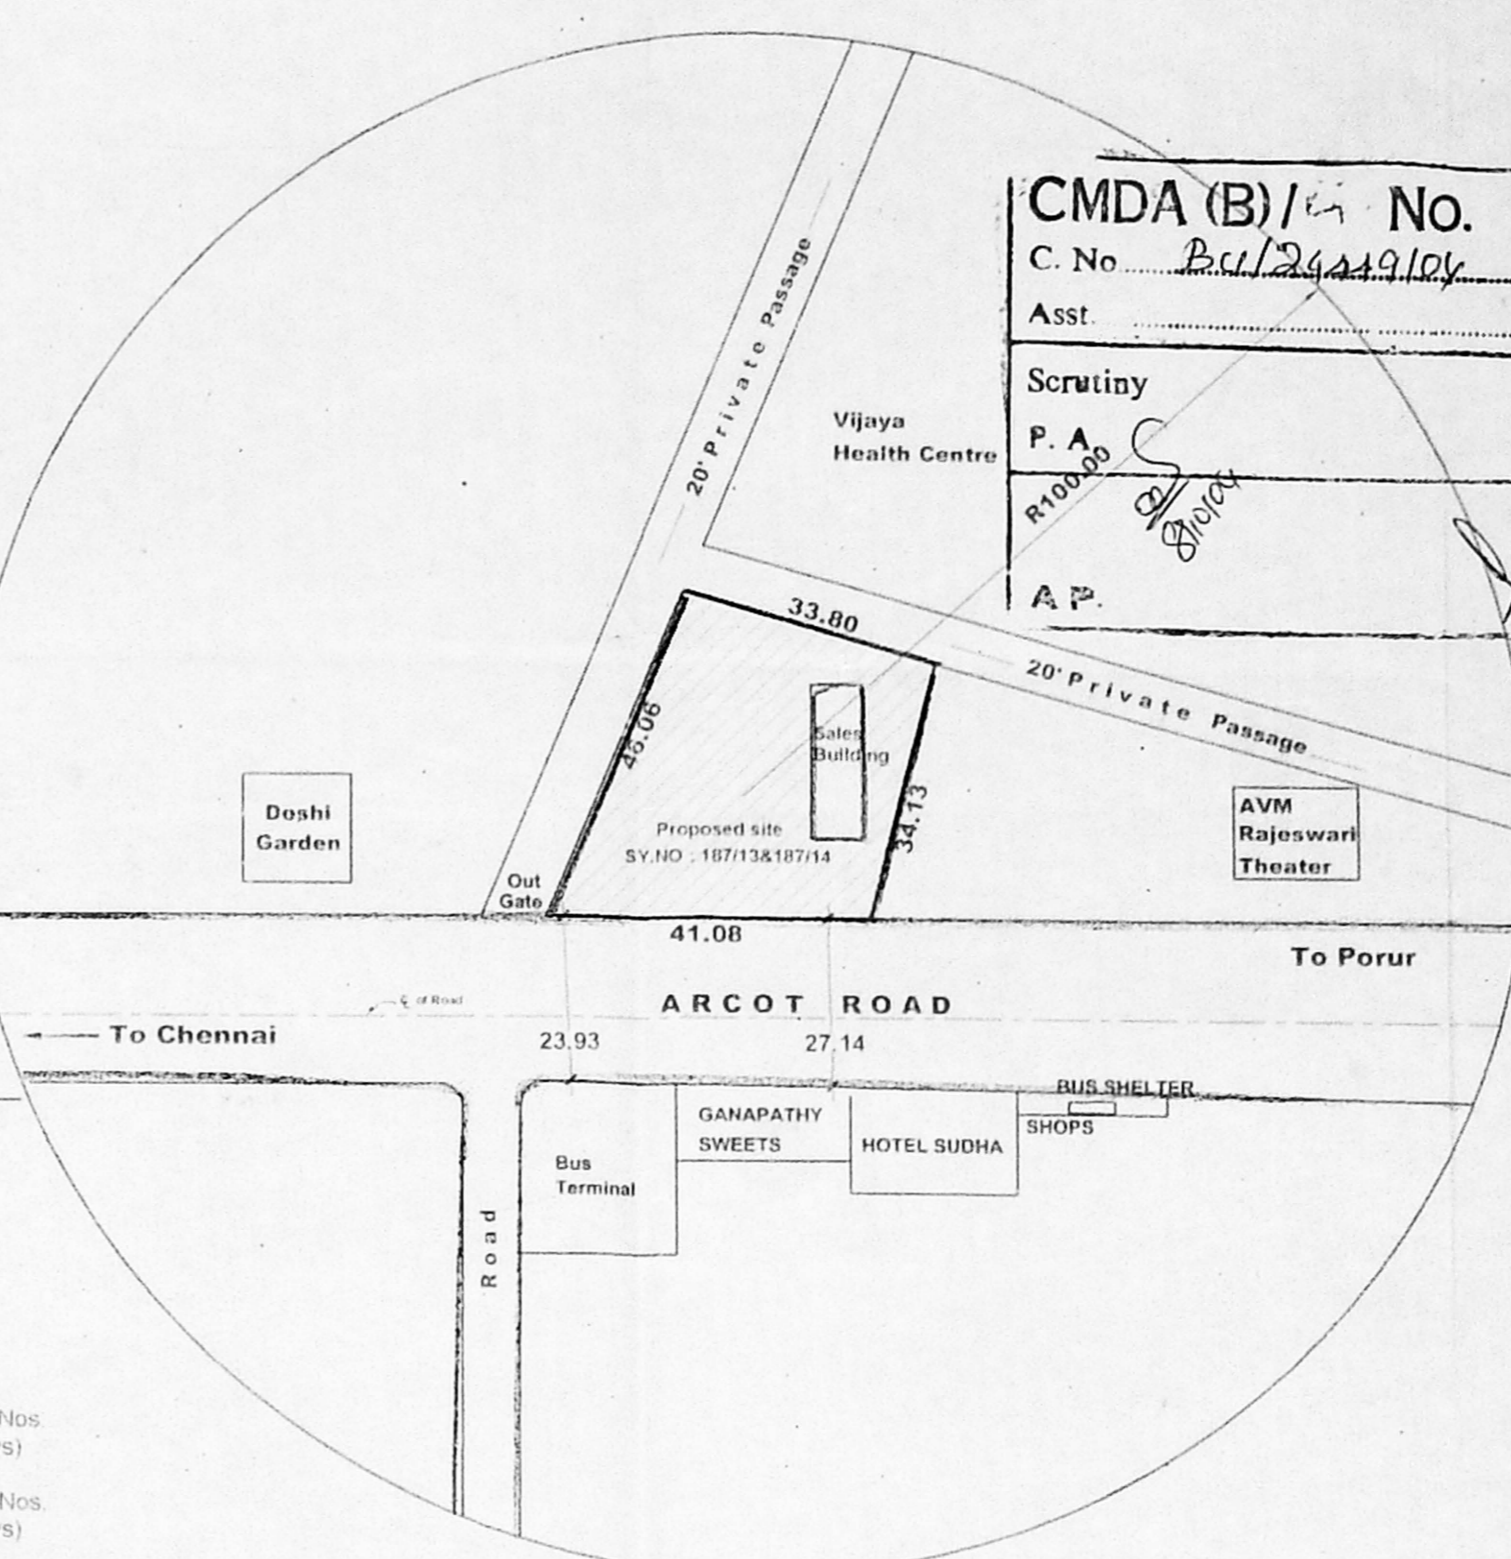 CMDA (B)/ No.
C. No
Asst.
Scrutiny
P. A.
R100.00
8/10/04
A P.
20' Private Passage
Vijaya
Health Centre
33.80
20' Private Passage
46.06
Sales
Building
34.13
Doshi
Garden
Proposed site
SY.NO : 187/13&187/14
AVM
Rajeswari
Theater
Out
Gate
41.08
To Porur
℄ of Road
ARCOT ROAD
To Chennai
23.93
27.14
BUS SHELTER
GANAPATHY
SWEETS
HOTEL SUDHA
SHOPS
Bus
Terminal
Road
Nos.
s)
Nos.
s)